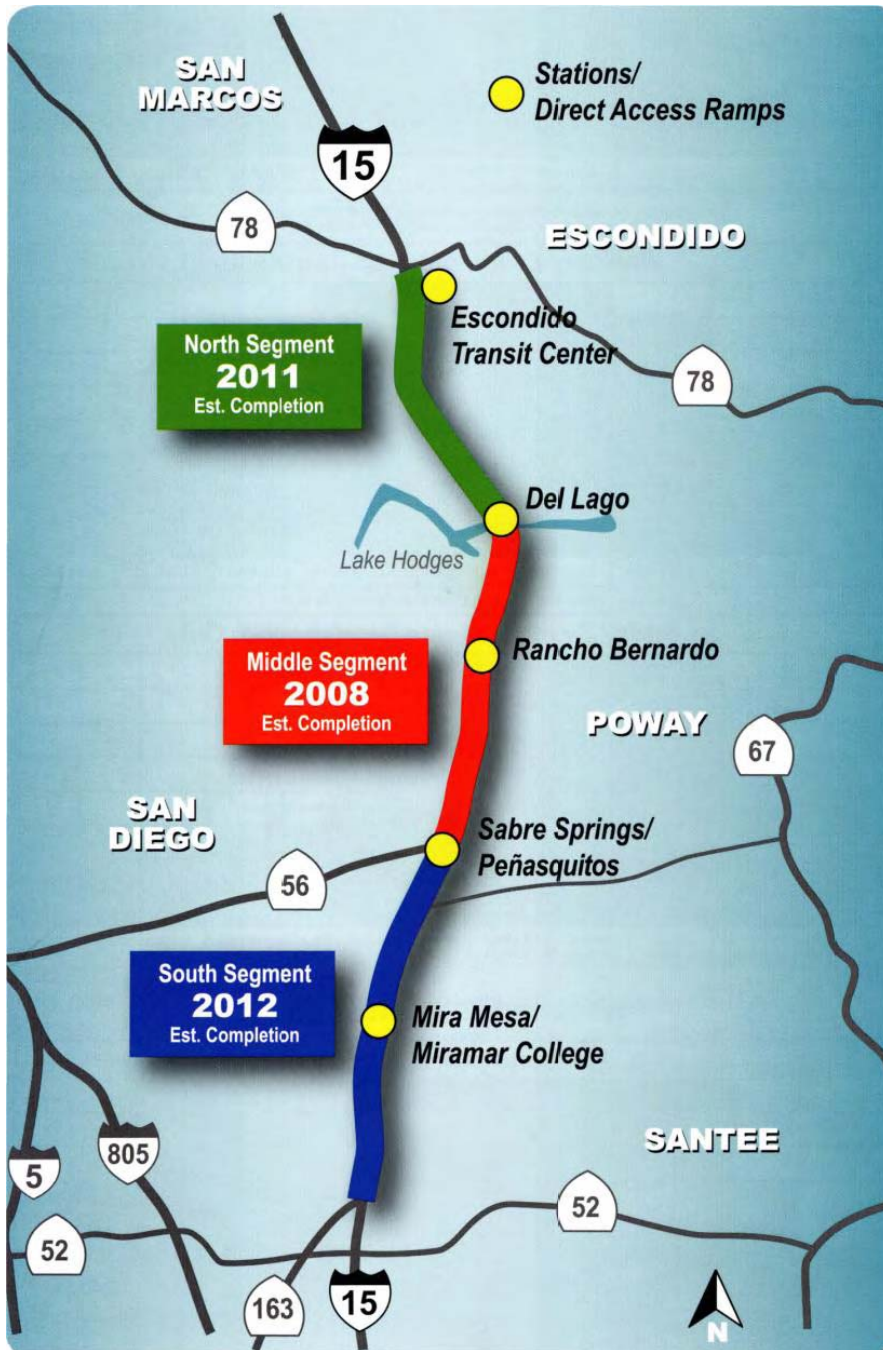 SAN
MARCOS
Stations/
Direct Access Ramps
15
78
ESCONDIDO
Escondido
Transit Center
North Segment
2011
Est. Completion
78
Del Lago
Lake Hodges
Middle Segment
2008
Est. Completion
Rancho Bernardo
POWAY
67
SAN
DIEGO
Sabre Springs/
Peñasquitos
56
South Segment
2012
Est. Completion
Mira Mesa/
Miramar College
SANTEE
5
805
52
52
163
15
N